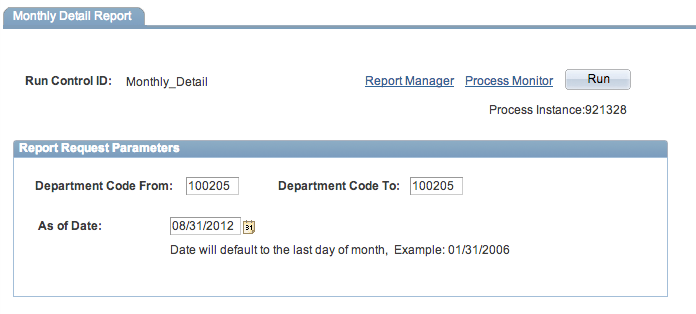 Monthly Detail Report
Run Control ID: Monthly_Detail Report Manager Process Monitor Run
Process Instance:921328
Report Request Parameters
Department Code From: 100205 Department Code To: 100205
As of Date: 08/31/2012 31
Date will default to the last day of month, Example: 01/31/2006